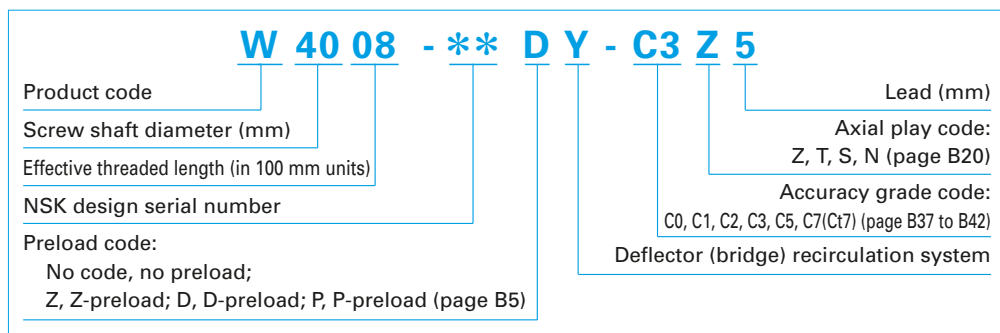 W 40 08 - ** D Y - C3 Z 5
Product code
Screw shaft diameter (mm)
Effective threaded length (in 100 mm units)
NSK design serial number
Preload code:
No code, no preload;
Z, Z-preload; D, D-preload; P, P-preload (page B5)
Lead (mm)
Axial play code:
Z, T, S, N (page B20)
Accuracy grade code:
C0, C1, C2, C3, C5, C7(Ct7) (page B37 to B42)
Deflector (bridge) recirculation system